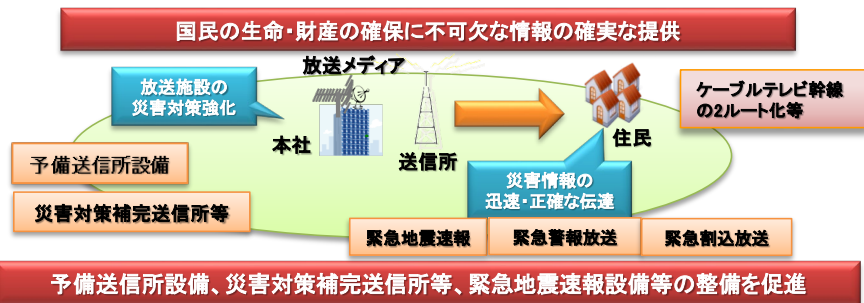 国民の生命・財産の確保に不可欠な情報の確実な提供
放送メディア
放送施設の
災害対策強化
ケーブルテレビ幹線
の2ルート化等
本社
送信所
住民
予備送信所設備
災害情報の
迅速・正確な伝達
災害対策補完送信所等
緊急地震速報
緊急警報放送
緊急割込放送
予備送信所設備、災害対策補完送信所等、緊急地震速報設備等の整備を促進